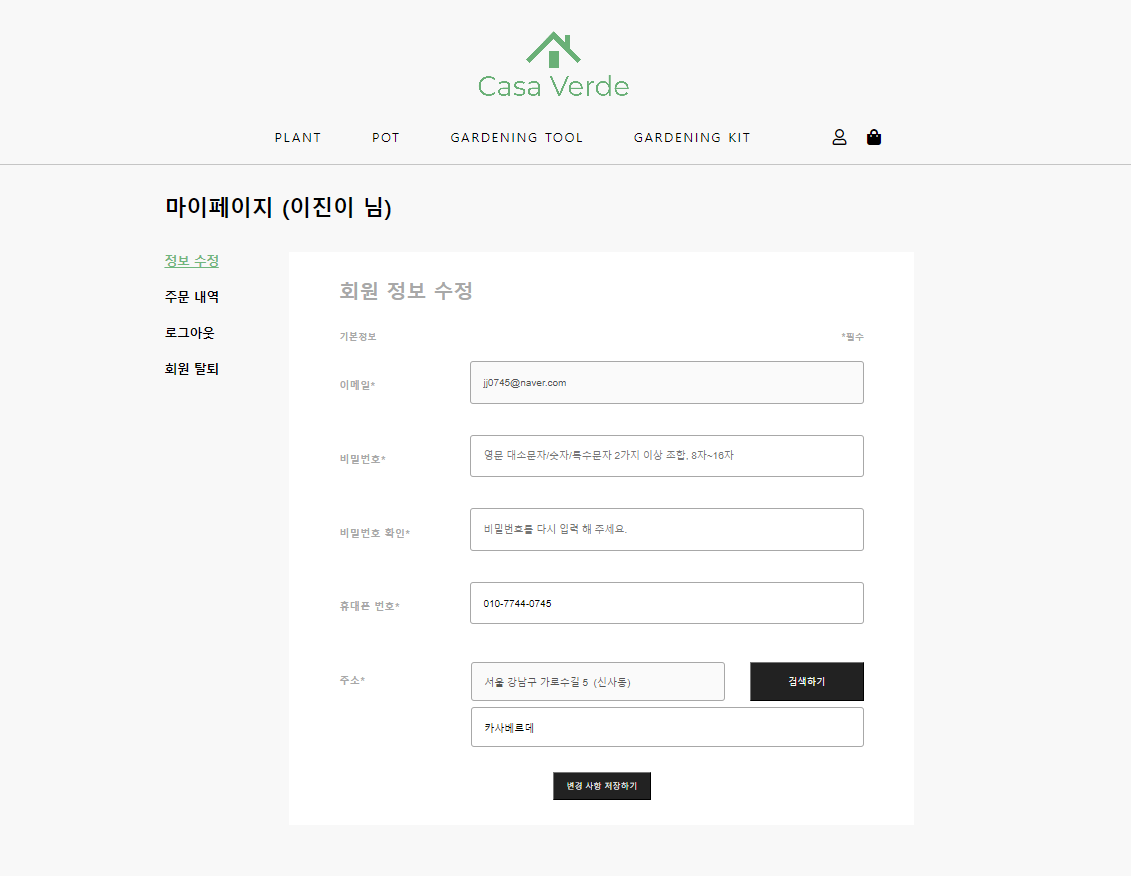 Casa Verde
PLANT POT GARDENING TOOL GARDENING KIT
마이페이지 (이진이 님)
정보 수정
주문 내역
로그아웃
회원 탈퇴
회원 정보 수정
기본정보 *필수
이메일* jj0745@naver.com
비밀번호* 영문 대소문자/숫자/특수문자 2가지 이상 조합, 8자~16자
비밀번호 확인* 비밀번호를 다시 입력 해 주세요.
휴대폰 번호* 010-7744-0745
주소* 서울 강남구 가로수길 5 (신사동) 검색하기
카사베르데
변경 사항 저장하기